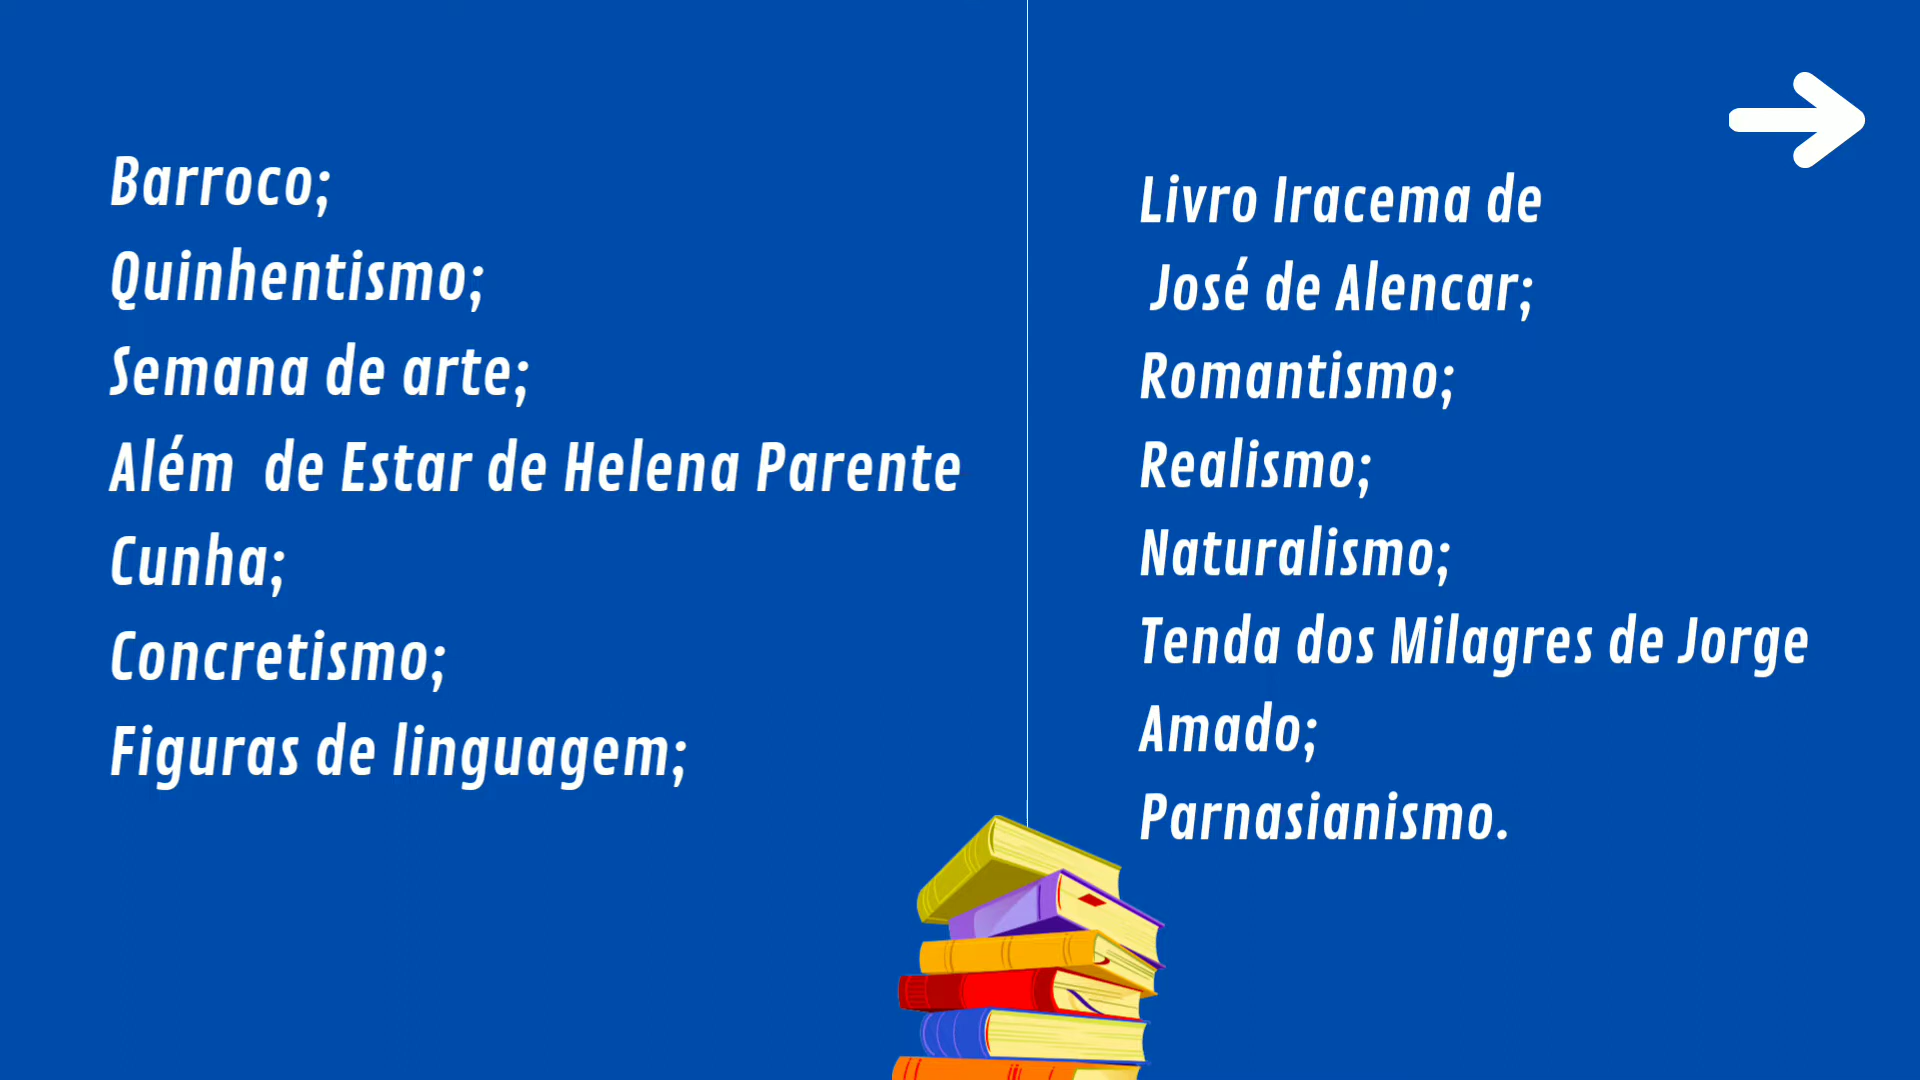 Barroco;
Quinhentismo;
Semana de arte;
Além  de Estar de Helena Parente
Cunha;
Concretismo;
Figuras de linguagem;
Livro Iracema de
José de Alencar;
Romantismo;
Realismo;
Naturalismo;
Tenda dos Milagres de Jorge
Amado;
Parnasianismo.